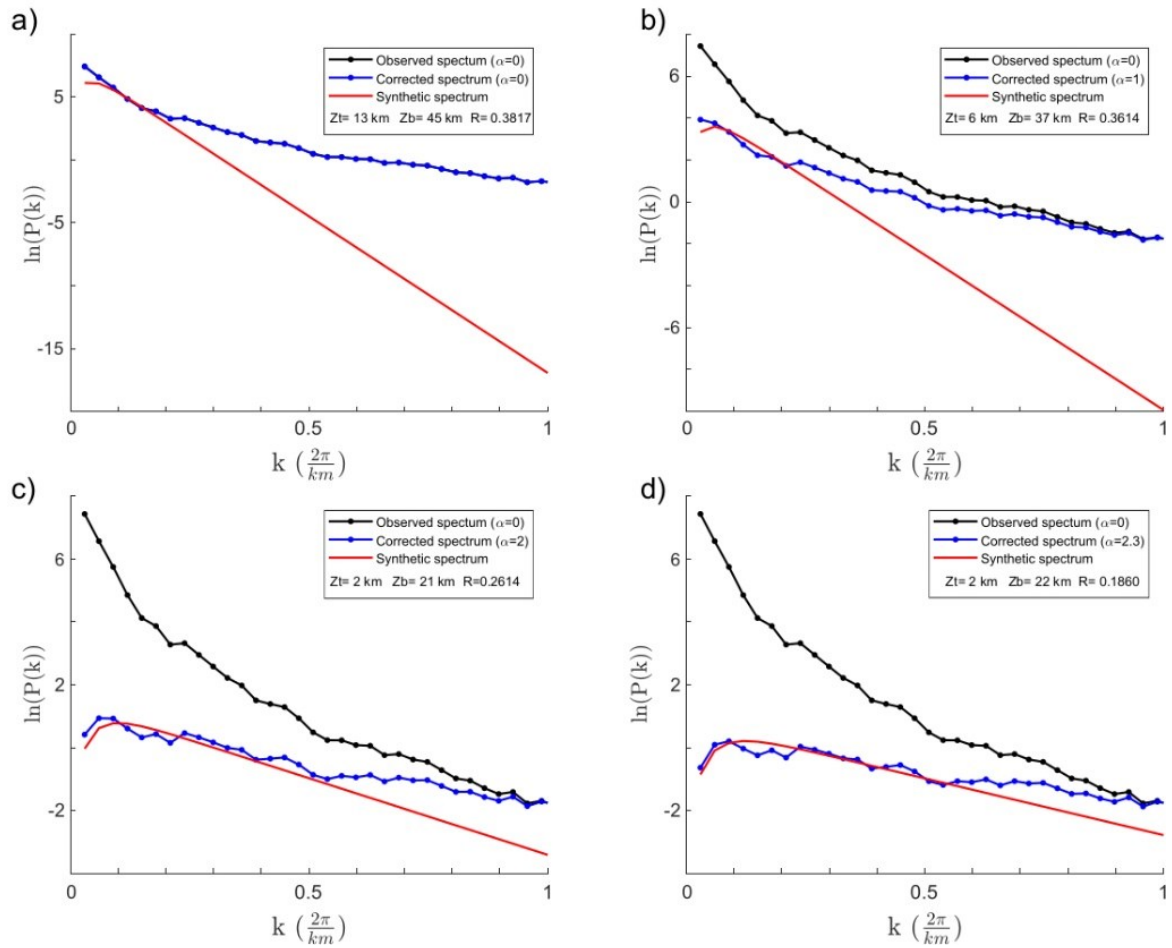 a)
Observed spectum (α=0)
Corrected spectrum (α=0)
Synthetic spectrum
Zt= 13 km Zb= 45 km R= 0.3817
5
-5
-15
ln(P(k))
0
0.5
1
k (2π/km)
b)
Observed spectum (α=0)
Corrected spectrum (α=1)
Synthetic spectrum
Zt= 6 km Zb= 37 km R= 0.3614
6
0
-6
ln(P(k))
0
0.5
1
k (2π/km)
c)
Observed spectum (α=0)
Corrected spectrum (α=2)
Synthetic spectrum
Zt= 2 km Zb= 21 km R=0.2614
6
2
-2
ln(P(k))
0
0.5
1
k (2π/km)
d)
Observed spectum (α=0)
Corrected spectrum (α=2.3)
Synthetic spectrum
Zt= 2 km Zb= 22 km R= 0.1860
6
2
-2
ln(P(k))
0
0.5
1
k (2π/km)